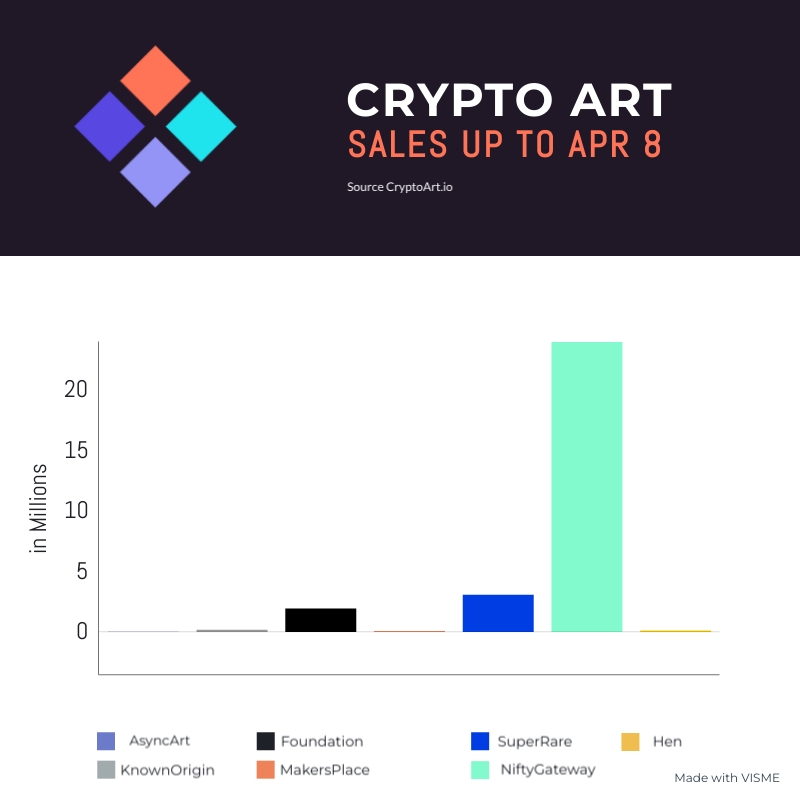 CRYPTO ART
SALES UP TO APR 8
Source CryptoArt.io
in Millions
20
15
10
5
0
AsyncArt
Foundation
SuperRare
Hen
KnownOrigin
MakersPlace
NiftyGateway
Made with VISME